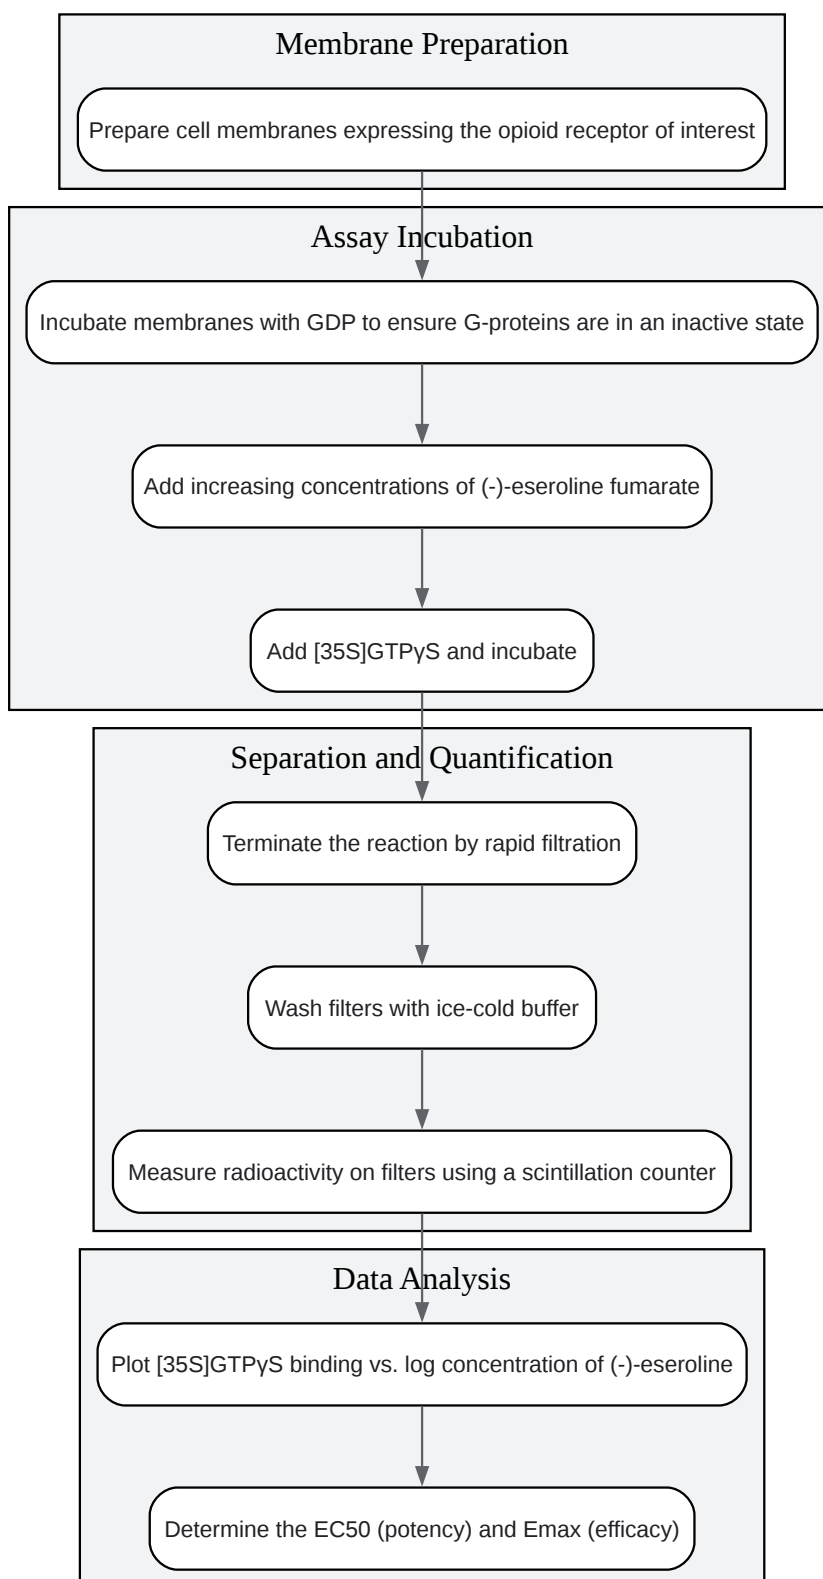 Membrane Preparation
Prepare cell membranes expressing the opioid receptor of interest
Assay Incubation
Incubate membranes with GDP to ensure G-proteins are in an inactive state
Add increasing concentrations of (-)-eseroline fumarate
Add [35S]GTPγS and incubate
Separation and Quantification
Terminate the reaction by rapid filtration
Wash filters with ice-cold buffer
Measure radioactivity on filters using a scintillation counter
Data Analysis
Plot [35S]GTPγS binding vs. log concentration of (-)-eseroline
Determine the EC50 (potency) and Emax (efficacy)